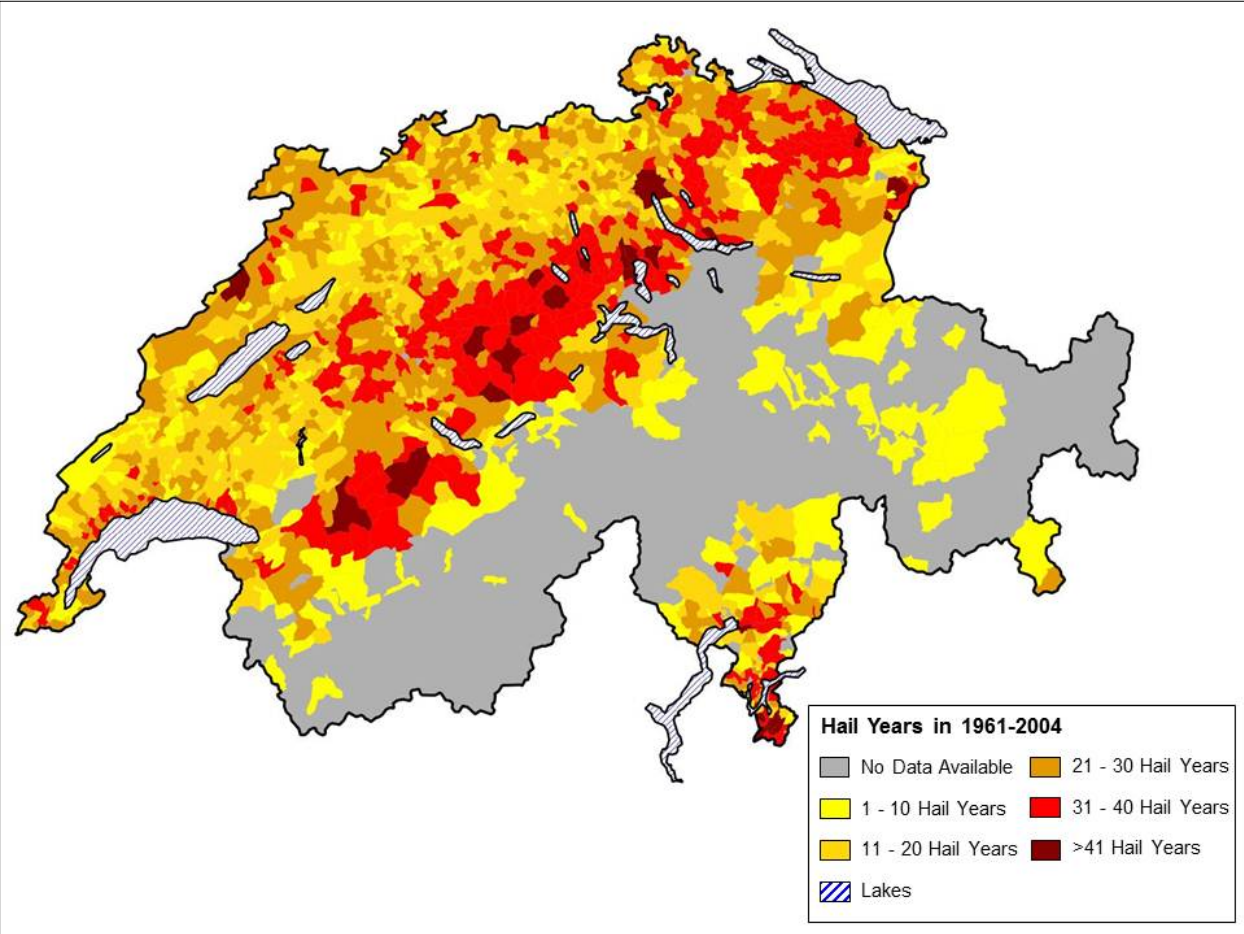 Hail Years in 1961-2004
No Data Available
21 - 30 Hail Years
1 - 10 Hail Years
31 - 40 Hail Years
11 - 20 Hail Years
>41 Hail Years
Lakes